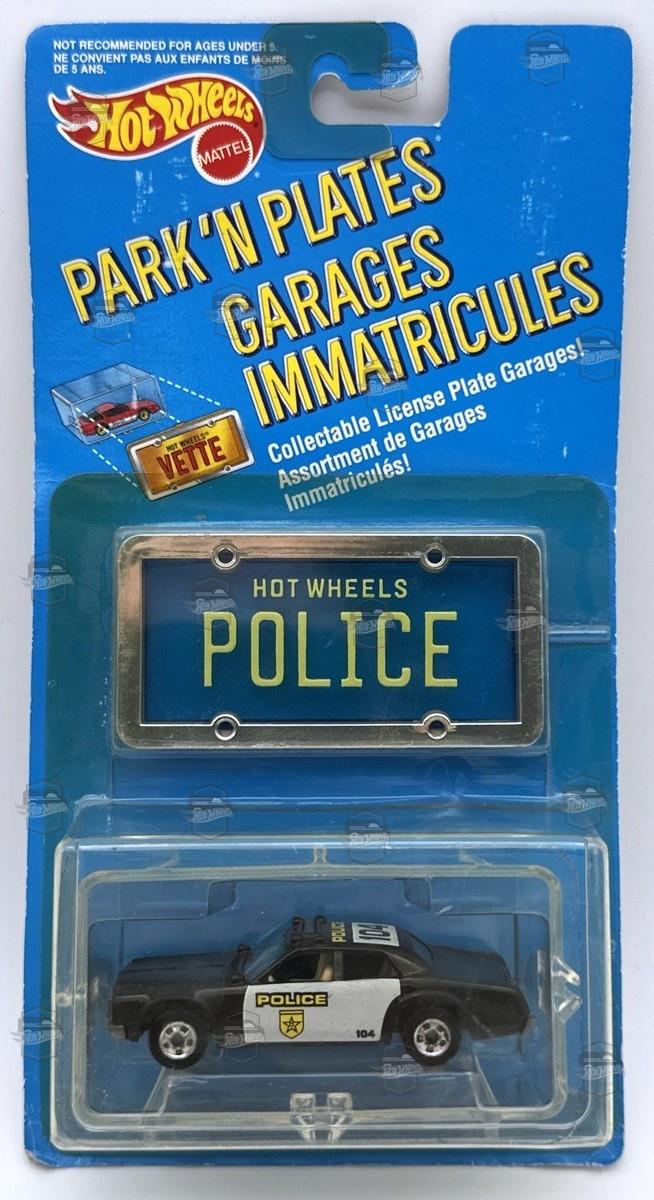 NOT RECOMMENDED FOR AGES UNDER 5.
NE CONVIENT PAS AUX ENFANTS DE MOINS
DE 5 ANS.
Hot Wheels
MATTEL
PARK'N PLATES
GARAGES
IMMATRICULES
Collectable License Plate Garages!
Assortment de Garages
Immatriculés!
HOT WHEELS
VETTE
HOT WHEELS
POLICE
POLICE
104
POLICE
104